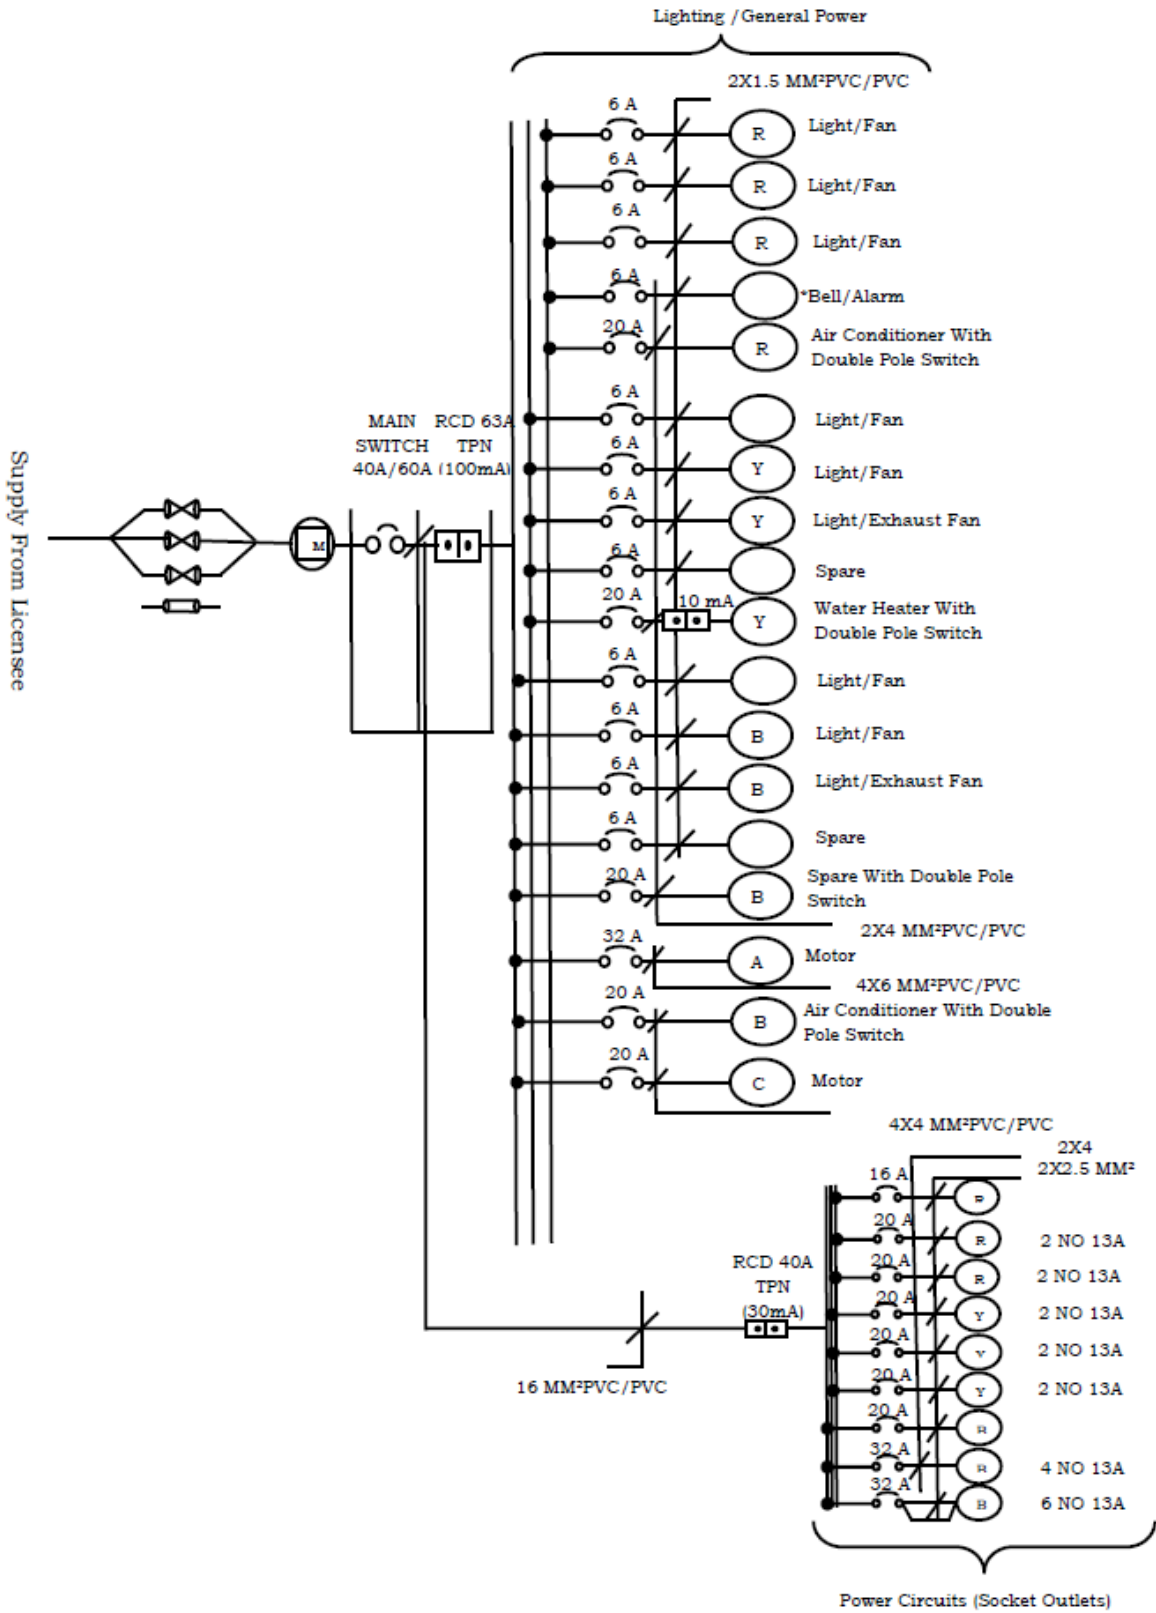 Lighting /General Power
2X1.5 MM²PVC/PVC
6 A
R
Light/Fan
6 A
R
Light/Fan
6 A
R
Light/Fan
6 A
*Bell/Alarm
20 A
R
Air Conditioner With
Double Pole Switch
6 A
Light/Fan
MAIN
SWITCH
40A/60A
RCD 63A
TPN
(100mA)
6 A
Y
Light/Fan
6 A
Y
Light/Exhaust Fan
6 A
Spare
20 A
10 mA
Y
Water Heater With
Double Pole Switch
Supply From Licensee
M
6 A
Light/Fan
6 A
B
Light/Fan
6 A
B
Light/Exhaust Fan
6 A
Spare
20 A
B
Spare With Double Pole
Switch
2X4 MM²PVC/PVC
32 A
A
Motor
4X6 MM²PVC/PVC
20 A
B
Air Conditioner With Double
Pole Switch
20 A
C
Motor
4X4 MM²PVC/PVC
2X4
2X2.5 MM²
16 A
20 A
R
2 NO 13A
20 A
R
2 NO 13A
20 A
Y
2 NO 13A
20 A
2 NO 13A
20 A
Y
2 NO 13A
20 A
32 A
4 NO 13A
32 A
B
6 NO 13A
RCD 40A
TPN
(30mA)
16 MM²PVC/PVC
Power Circuits (Socket Outlets)